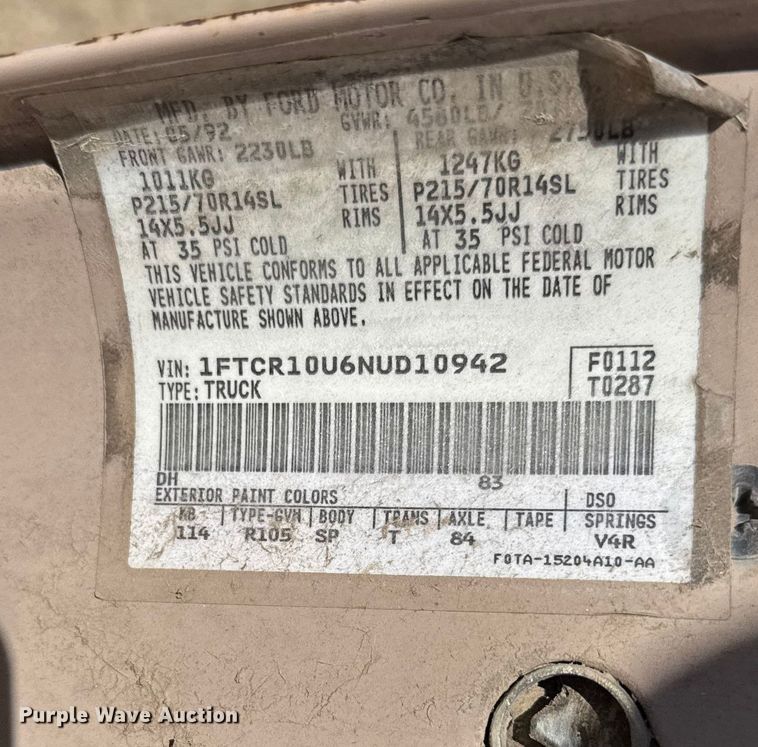 MFD. BY FORD MOTOR CO. IN U.S.A.
DATE: 05/92 GVWR: 4580LB/
FRONT GAWR: 2230LB REAR GAWR: 2750LB
1011KG WITH 1247KG WITH
P215/70R14SL TIRES P215/70R14SL TIRES
14X5.5JJ RIMS 14X5.5JJ RIMS
AT 35 PSI COLD AT 35 PSI COLD
THIS VEHICLE CONFORMS TO ALL APPLICABLE FEDERAL MOTOR
VEHICLE SAFETY STANDARDS IN EFFECT ON THE DATE OF
MANUFACTURE SHOWN ABOVE.
VIN: 1FTCR10U6NUD10942 F0112
TYPE: TRUCK T0287
DH 83
EXTERIOR PAINT COLORS DSO
WB TYPE-GVW BODY TRANS AXLE TAPE SPRINGS
114 R105 SP T 84 V4R
F0TA-15204A10-AA
Purple Wave Auction